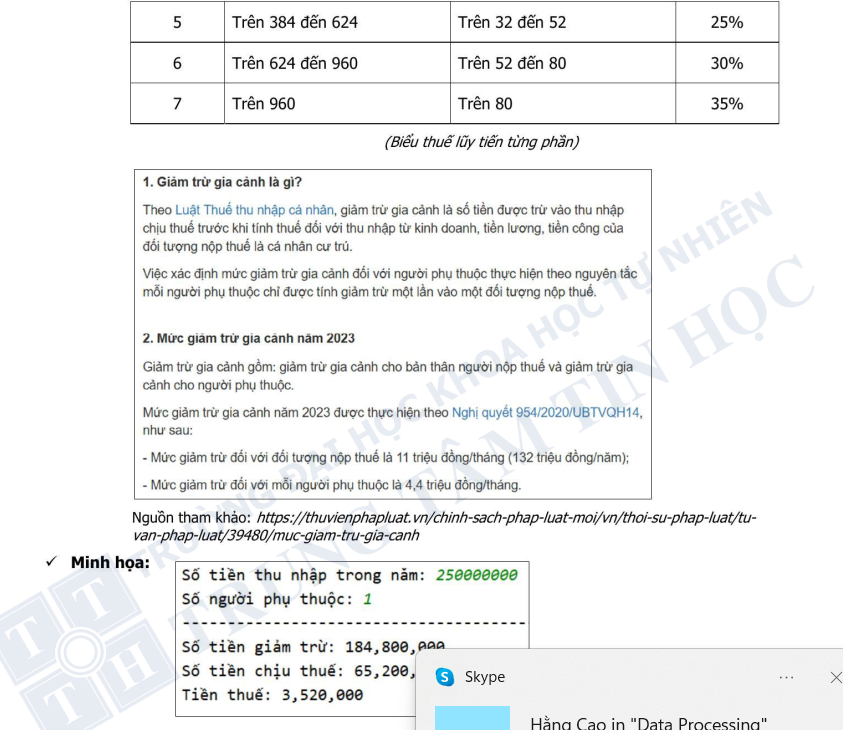 5 Trên 384 đến 624 Trên 32 đến 52 25%
6 Trên 624 đến 960 Trên 52 đến 80 30%
7 Trên 960 Trên 80 35%
(Biểu thuế lũy tiến từng phần)
1. Giảm trừ gia cảnh là gì?
Theo Luật Thuế thu nhập cá nhân, giảm trừ gia cảnh là số tiền được trừ vào thu nhập
chịu thuế trước khi tính thuế đối với thu nhập từ kinh doanh, tiền lương, tiền công của
đối tượng nộp thuế là cá nhân cư trú.
Việc xác định mức giảm trừ gia cảnh đối với người phụ thuộc thực hiện theo nguyên tắc
mỗi người phụ thuộc chỉ được tính giảm trừ một lần vào một đối tượng nộp thuế.
2. Mức giảm trừ gia cảnh năm 2023
Giảm trừ gia cảnh gồm: giảm trừ gia cảnh cho bản thân người nộp thuế và giảm trừ gia
cảnh cho người phụ thuộc.
Mức giảm trừ gia cảnh năm 2023 được thực hiện theo Nghị quyết 954/2020/UBTVQH14,
như sau:
- Mức giảm trừ đối với đối tượng nộp thuế là 11 triệu đồng/tháng (132 triệu đồng/năm);
- Mức giảm trừ đối với mỗi người phụ thuộc là 4,4 triệu đồng/tháng.
Nguồn tham khảo: https://thuvienphapluat.vn/chinh-sach-phap-luat-moi/vn/thoi-su-phap-luat/tu-
van-phap-luat/39480/muc-giam-tru-gia-canh
✓ Minh họa:
Số tiền thu nhập trong năm: 250000000
Số người phụ thuộc: 1
--------------------------------------
Số tiền giảm trừ: 184,800,000
Số tiền chịu thuế: 65,200,
Tiền thuế: 3,520,000
Skype
Hằng Cao in "Data Processing"
TRƯỜNG ĐẠI HỌC KHOA HỌC TỰ NHIÊN
TRUNG TÂM TIN HỌC
T T
T H